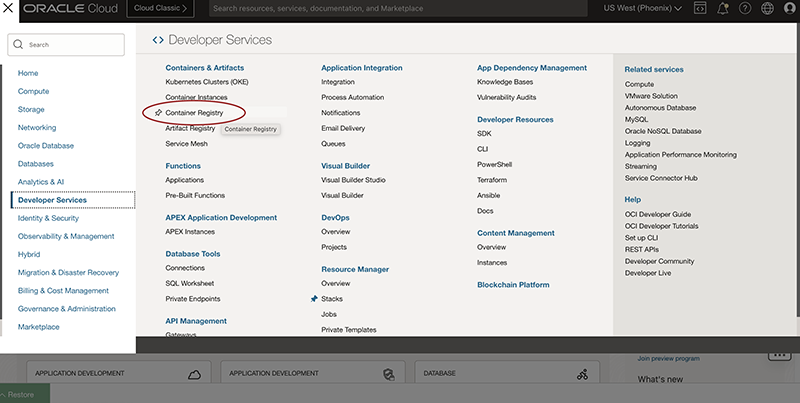 ORACLE Cloud
Cloud Classic >
Search resources, services, documentation, and Marketplace
US West (Phoenix)
Search
Home
Compute
Storage
Networking
Oracle Database
Databases
Analytics & AI
Developer Services
Identity & Security
Observability & Management
Hybrid
Migration & Disaster Recovery
Billing & Cost Management
Governance & Administration
Marketplace
Developer Services
Containers & Artifacts
Kubernetes Clusters (OKE)
Container Instances
Container Registry
Artifact Registry
Container Registry
Service Mesh
Functions
Applications
Pre-Built Functions
APEX Application Development
APEX Instances
Database Tools
Connections
SQL Worksheet
Private Endpoints
API Management
Gateways
Application Integration
Integration
Process Automation
Notifications
Email Delivery
Queues
Visual Builder
Visual Builder Studio
Visual Builder
DevOps
Overview
Projects
Resource Manager
Overview
Stacks
Jobs
Private Templates
App Dependency Management
Knowledge Bases
Vulnerability Audits
Developer Resources
SDK
CLI
PowerShell
Terraform
Ansible
Docs
Content Management
Overview
Instances
Blockchain Platform
Related services
Compute
VMware Solution
Autonomous Database
MySQL
Oracle NoSQL Database
Logging
Application Performance Monitoring
Streaming
Service Connector Hub
Help
OCI Developer Guide
OCI Developer Tutorials
Set up CLI
REST APIs
Developer Community
Developer Live
Join preview program
APPLICATION DEVELOPMENT
APPLICATION DEVELOPMENT
DATABASE
What's new
Restore